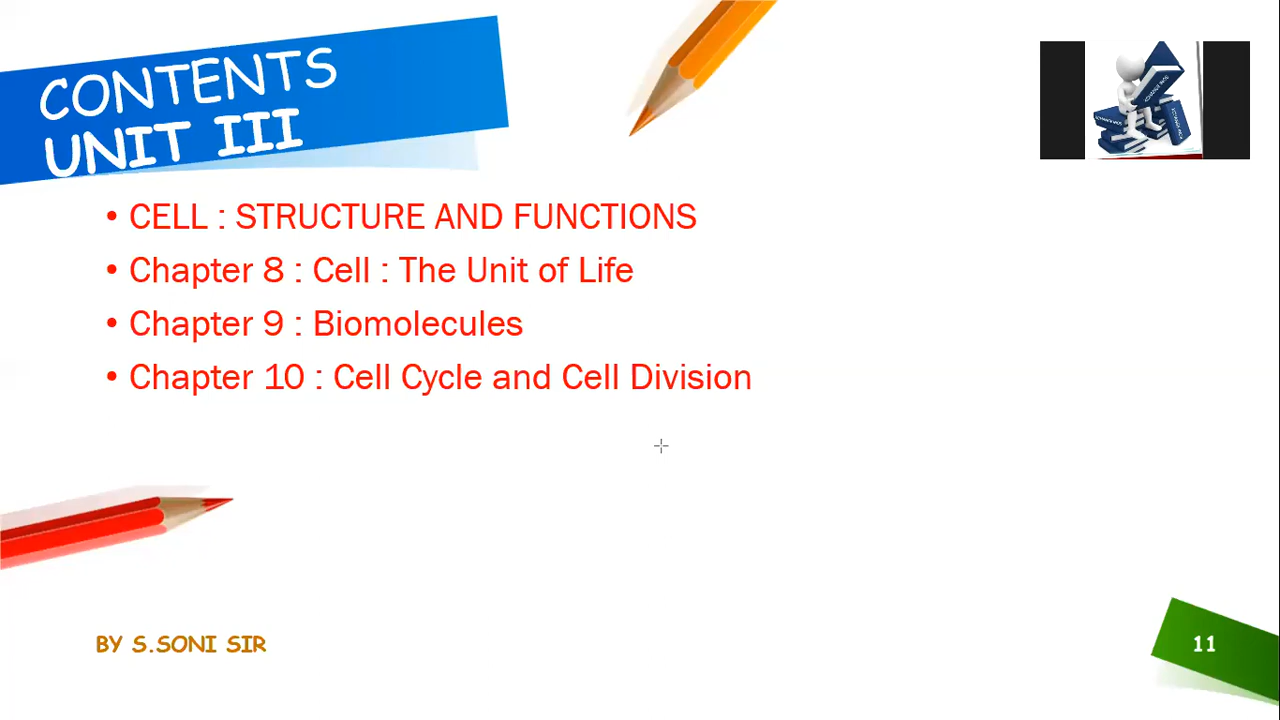 CONTENTS
UNIT III
• CELL : STRUCTURE AND FUNCTIONS
• Chapter 8 : Cell : The Unit of Life
• Chapter 9 : Biomolecules
• Chapter 10 : Cell Cycle and Cell Division
BY S.SONI SIR
11